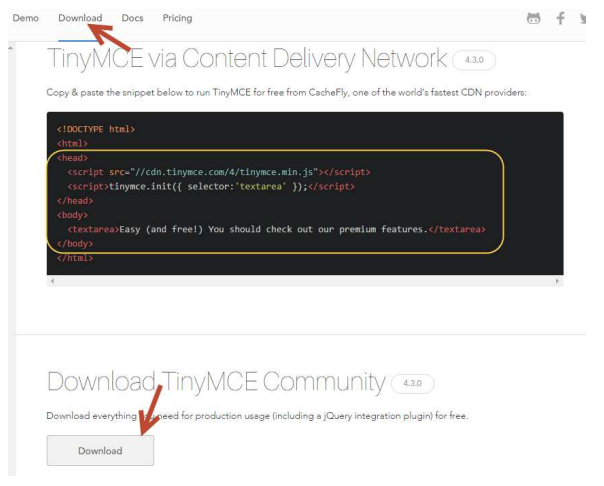 Demo Download Docs Pricing
TinyMCE via Content Delivery Network 4.3.0
Copy & paste the snippet below to run TinyMCE for free from CacheFly, one of the world's fastest CDN providers:
<!DOCTYPE html>
<html>
<head>
<script src="//cdn.tinymce.com/4/tinymce.min.js"></script>
<script>tinymce.init({ selector:'textarea' });</script>
</head>
<body>
<textarea>Easy (and free!) You should check out our premium features.</textarea>
</body>
</html>
Download TinyMCE Community 4.3.0
Download everything you need for production usage (including a jQuery integration plugin) for free.
Download